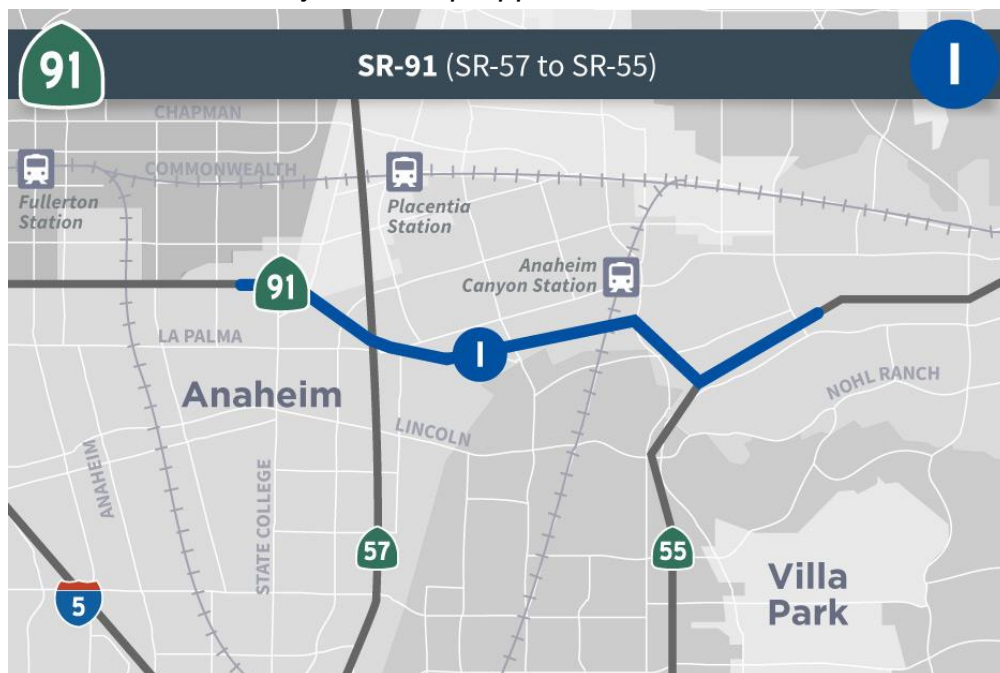 91
SR-91 (SR-57 to SR-55)
I
CHAPMAN
COMMONWEALTH
Fullerton
Station
Placentia
Station
Anaheim
Canyon Station
91
LA PALMA
I
Anaheim
NOHL RANCH
LINCOLN
ANAHEIM
STATE COLLEGE
57
55
5
Villa
Park